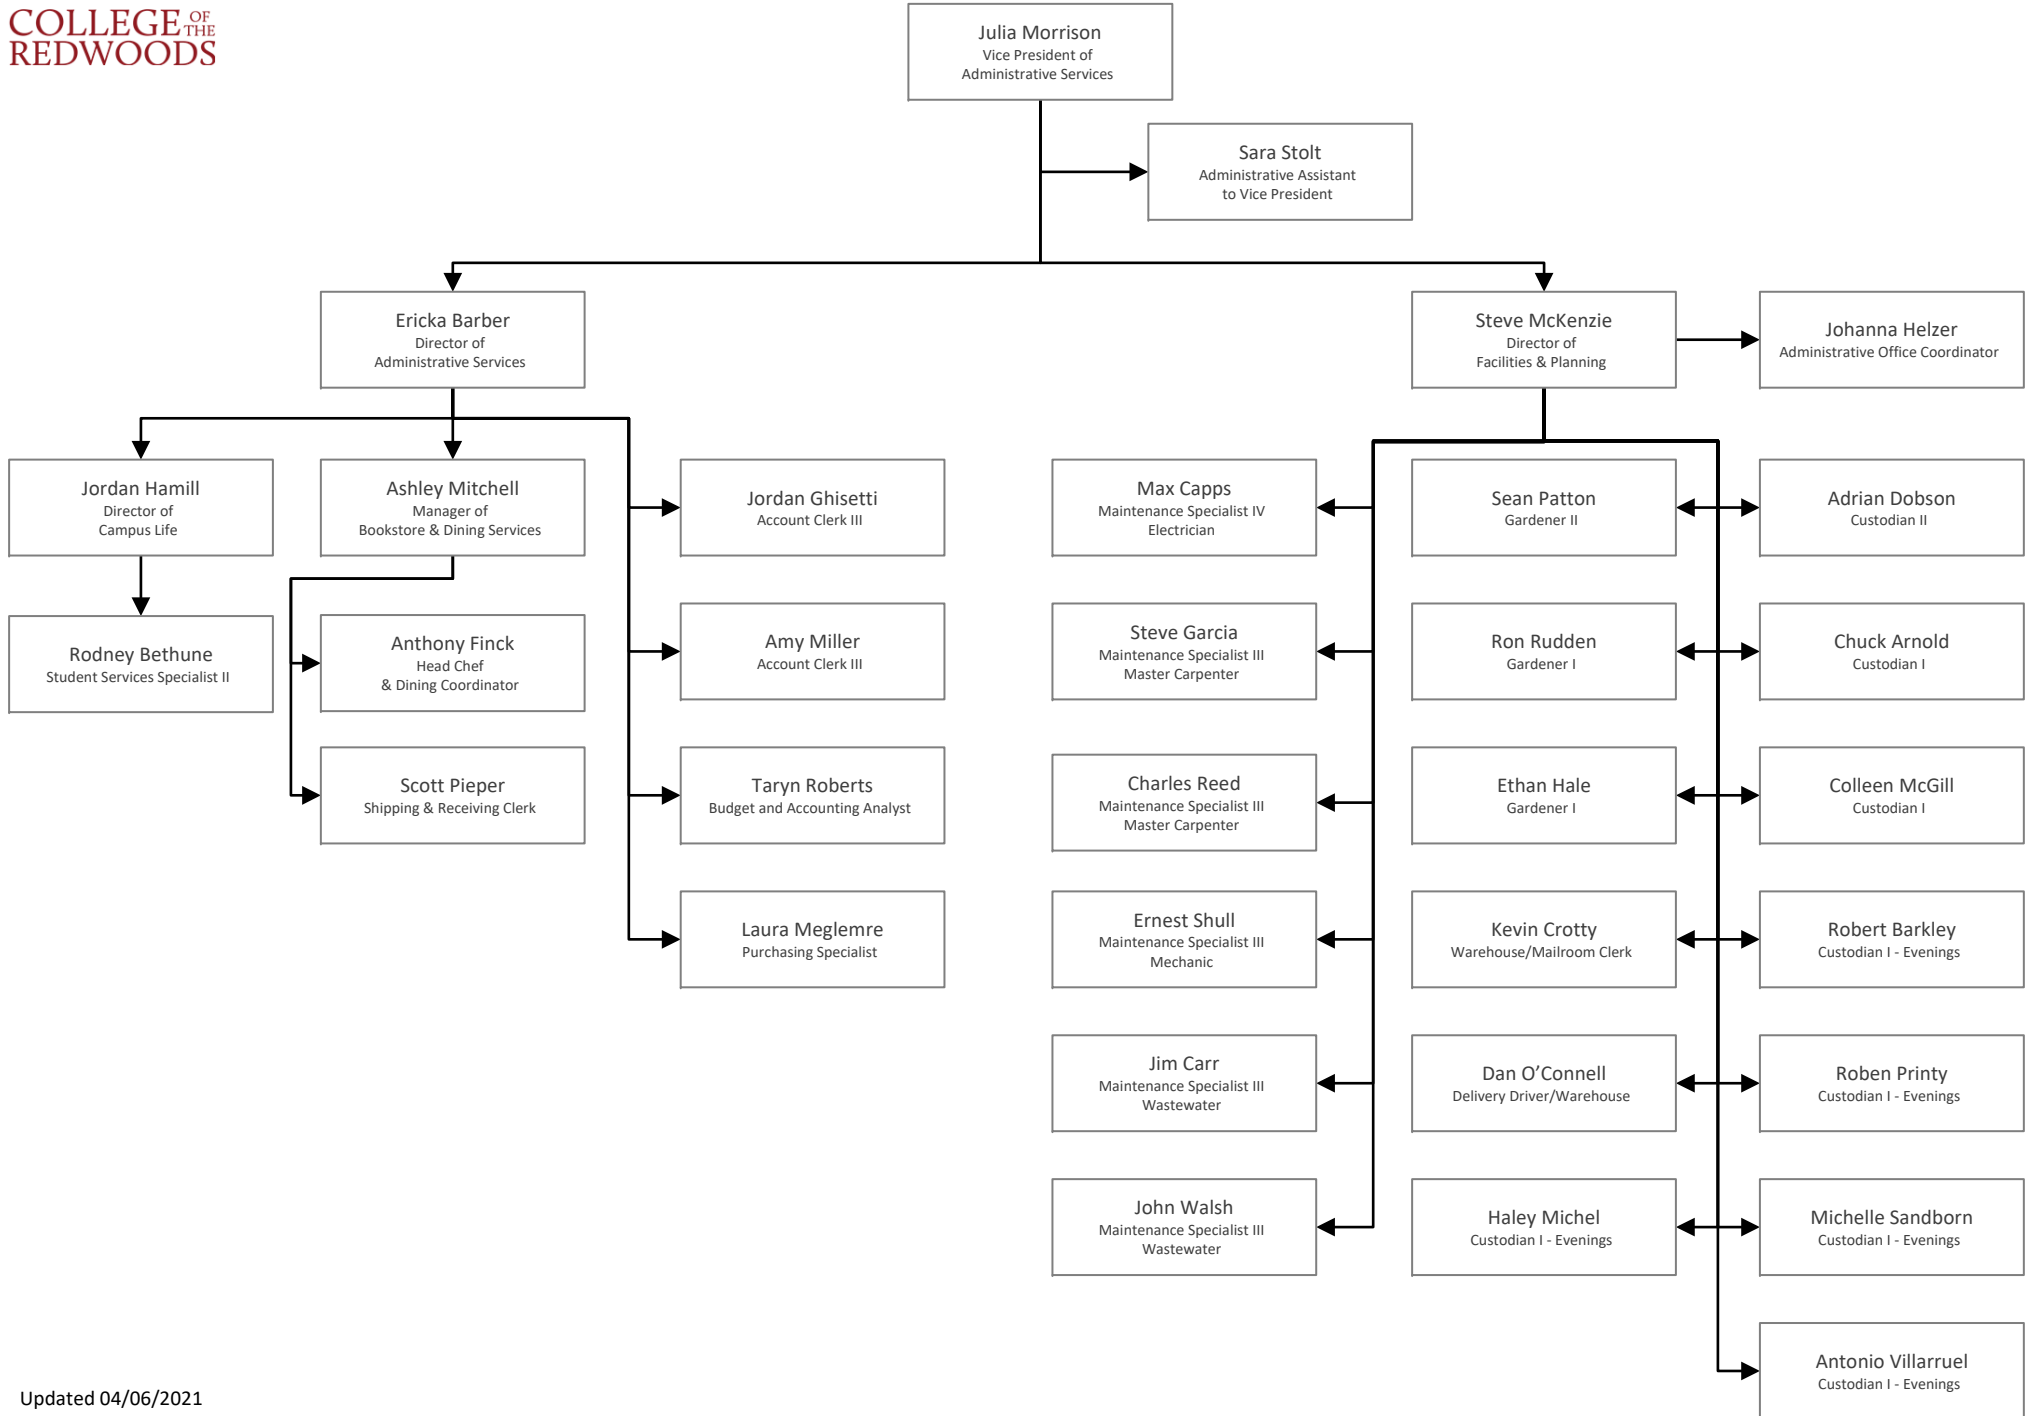 COLLEGE OF THE
REDWOODS
Julia Morrison
Vice President of
Administrative Services
Sara Stolt
Administrative Assistant
to Vice President
Ericka Barber
Director of
Administrative Services
Steve McKenzie
Director of
Facilities & Planning
Johanna Helzer
Administrative Office Coordinator
Jordan Hamill
Director of
Campus Life
Ashley Mitchell
Manager of
Bookstore & Dining Services
Jordan Ghisetti
Account Clerk III
Max Capps
Maintenance Specialist IV
Electrician
Sean Patton
Gardener II
Adrian Dobson
Custodian II
Rodney Bethune
Student Services Specialist II
Anthony Finck
Head Chef
& Dining Coordinator
Amy Miller
Account Clerk III
Steve Garcia
Maintenance Specialist III
Master Carpenter
Ron Rudden
Gardener I
Chuck Arnold
Custodian I
Scott Pieper
Shipping & Receiving Clerk
Taryn Roberts
Budget and Accounting Analyst
Charles Reed
Maintenance Specialist III
Master Carpenter
Ethan Hale
Gardener I
Colleen McGill
Custodian I
Laura Meglemre
Purchasing Specialist
Ernest Shull
Maintenance Specialist III
Mechanic
Kevin Crotty
Warehouse/Mailroom Clerk
Robert Barkley
Custodian I - Evenings
Jim Carr
Maintenance Specialist III
Wastewater
Dan O’Connell
Delivery Driver/Warehouse
Roben Printy
Custodian I - Evenings
John Walsh
Maintenance Specialist III
Wastewater
Haley Michel
Custodian I - Evenings
Michelle Sandborn
Custodian I - Evenings
Antonio Villarruel
Custodian I - Evenings
Updated 04/06/2021